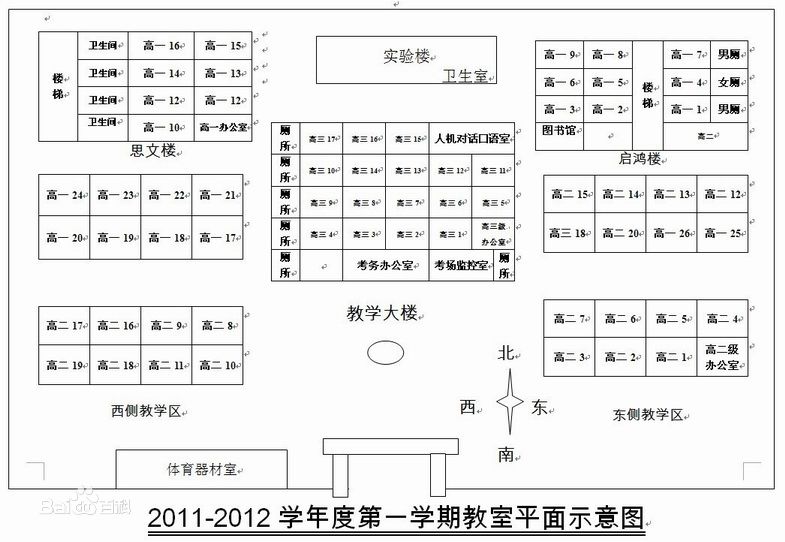 实验楼
卫生室
楼梯
卫生间 高一 16 高一 15
卫生间 高一 14 高一 13
卫生间 高一 12 高一 12
卫生间 高一 10 高一办公室
思文楼
高一 9 高一 8 楼梯 高一 7 男厕
高一 6 高一 5 高一 4 女厕
高一 3 高一 2 高一 1 男厕
图书馆 高二
启鸿楼
厕所 高三 17 高三 16 高三 15 人机对话口语室
厕所 高三 10 高三 14 高三 13 高三 12 高三 11
厕所 高三 9 高三 8 高三 7 高三 6 高三 5
厕所 高三 4 高三 3 高三 2 高三 1 高三级办公室
厕所 考务办公室 考场监控室 厕所
教学大楼
高一 24 高一 23 高一 22 高一 21
高一 20 高一 19 高一 18 高一 17
高二 15 高二 14 高二 13 高二 12
高三 18 高二 20 高一 26 高一 25
高二 17 高二 16 高二 9 高二 8
高二 19 高二 18 高二 11 高二 10
西侧教学区
高二 7 高二 6 高二 5 高二 4
高二 3 高二 2 高二 1 高二级办公室
东侧教学区
北
西 东
南
体育器材室
Bai百科
2011-2012 学年度第一学期教室平面示意图